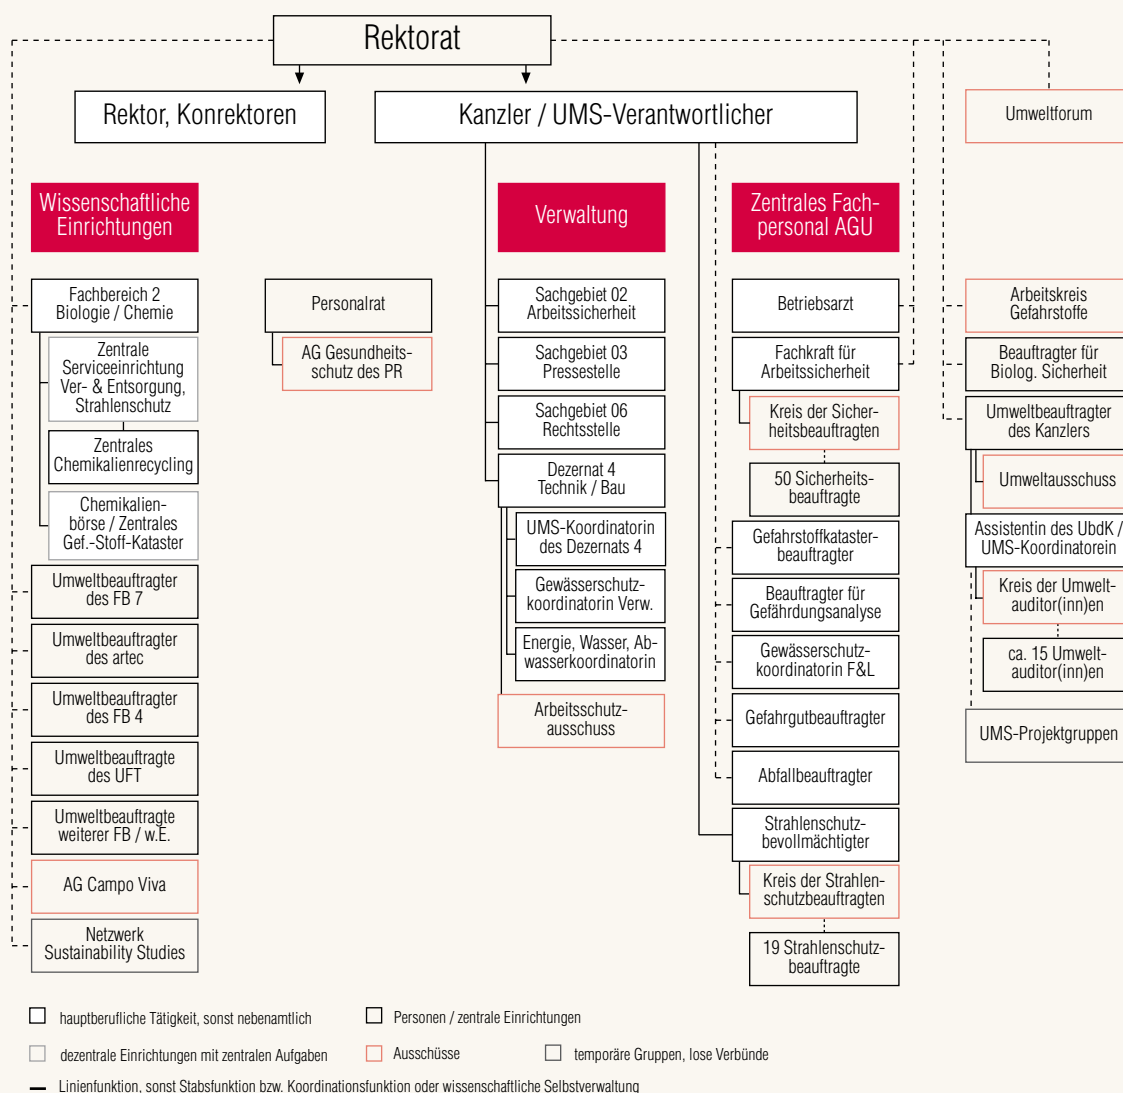 Rektorat
Rektor, Konrektoren
Kanzler / UMS-Verantwortlicher
Umweltforum
Wissenschaftliche
Einrichtungen
Fachbereich 2
Biologie / Chemie
Zentrale
Serviceeinrichtung
Ver- & Entsorgung,
Strahlenschutz
Zentrales
Chemikalienrecycling
Chemikalien-
börse / Zentrales
Gef.-Stoff-Kataster
Umweltbeauftragter
des FB 7
Umweltbeauftragter
des artec
Umweltbeauftragter
des FB 4
Umweltbeauftragte
des UFT
Umweltbeauftragte
weiterer FB / w.E.
AG Campo Viva
Netzwerk
Sustainability Studies
Personalrat
AG Gesundheits-
schutz des PR
Verwaltung
Sachgebiet 02
Arbeitssicherheit
Sachgebiet 03
Pressestelle
Sachgebiet 06
Rechtsstelle
Dezernat 4
Technik / Bau
UMS-Koordinatorin
des Dezernats 4
Gewässerschutz-
koordinatorin Verw.
Energie, Wasser, Ab-
wasserkoordinatorin
Arbeitsschutz-
ausschuss
Zentrales Fach-
personal AGU
Betriebsarzt
Fachkraft für
Arbeitssicherheit
Kreis der Sicher-
heitsbeauftragten
50 Sicherheits-
beauftragte
Gefahrstoffkataster-
beauftragter
Beauftragter für
Gefährdungsanalyse
Gewässerschutz-
koordinatorin F&L
Gefahrgutbeauftragter
Abfallbeauftragter
Strahlenschutz-
bevollmächtigter
Kreis der Strahlen-
schutzbeauftragten
19 Strahlenschutz-
beauftragte
Arbeitskreis
Gefahrstoffe
Beauftragter für
Biolog. Sicherheit
Umweltbeauftragter
des Kanzlers
Umweltausschuss
Assistentin des UbdK /
UMS-Koordinatorein
Kreis der Umwelt-
auditor(inn)en
ca. 15 Umwelt-
auditor(inn)en
UMS-Projektgruppen
hauptberufliche Tätigkeit, sonst nebenamtlich
Personen / zentrale Einrichtungen
dezentrale Einrichtungen mit zentralen Aufgaben
Ausschüsse
temporäre Gruppen, lose Verbünde
Linienfunktion, sonst Stabsfunktion bzw. Koordinationsfunktion oder wissenschaftliche Selbstverwaltung